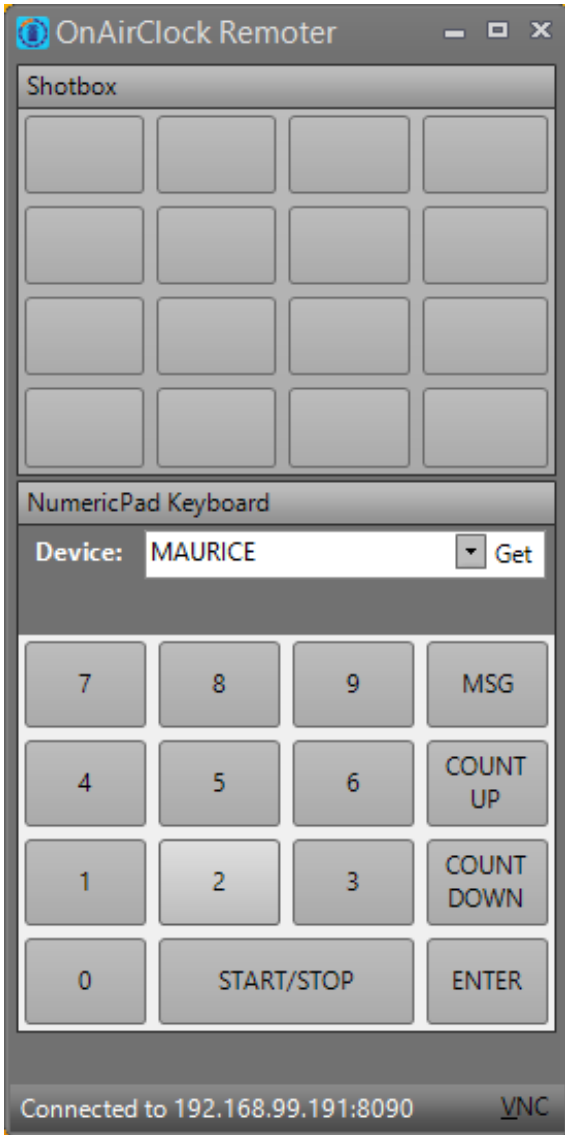 OnAirClock Remoter
Shotbox
NumericPad Keyboard
Device: MAURICE Get
7 8 9 MSG
4 5 6 COUNT UP
1 2 3 COUNT DOWN
0 START/STOP ENTER
Connected to 192.168.99.191:8090 VNC